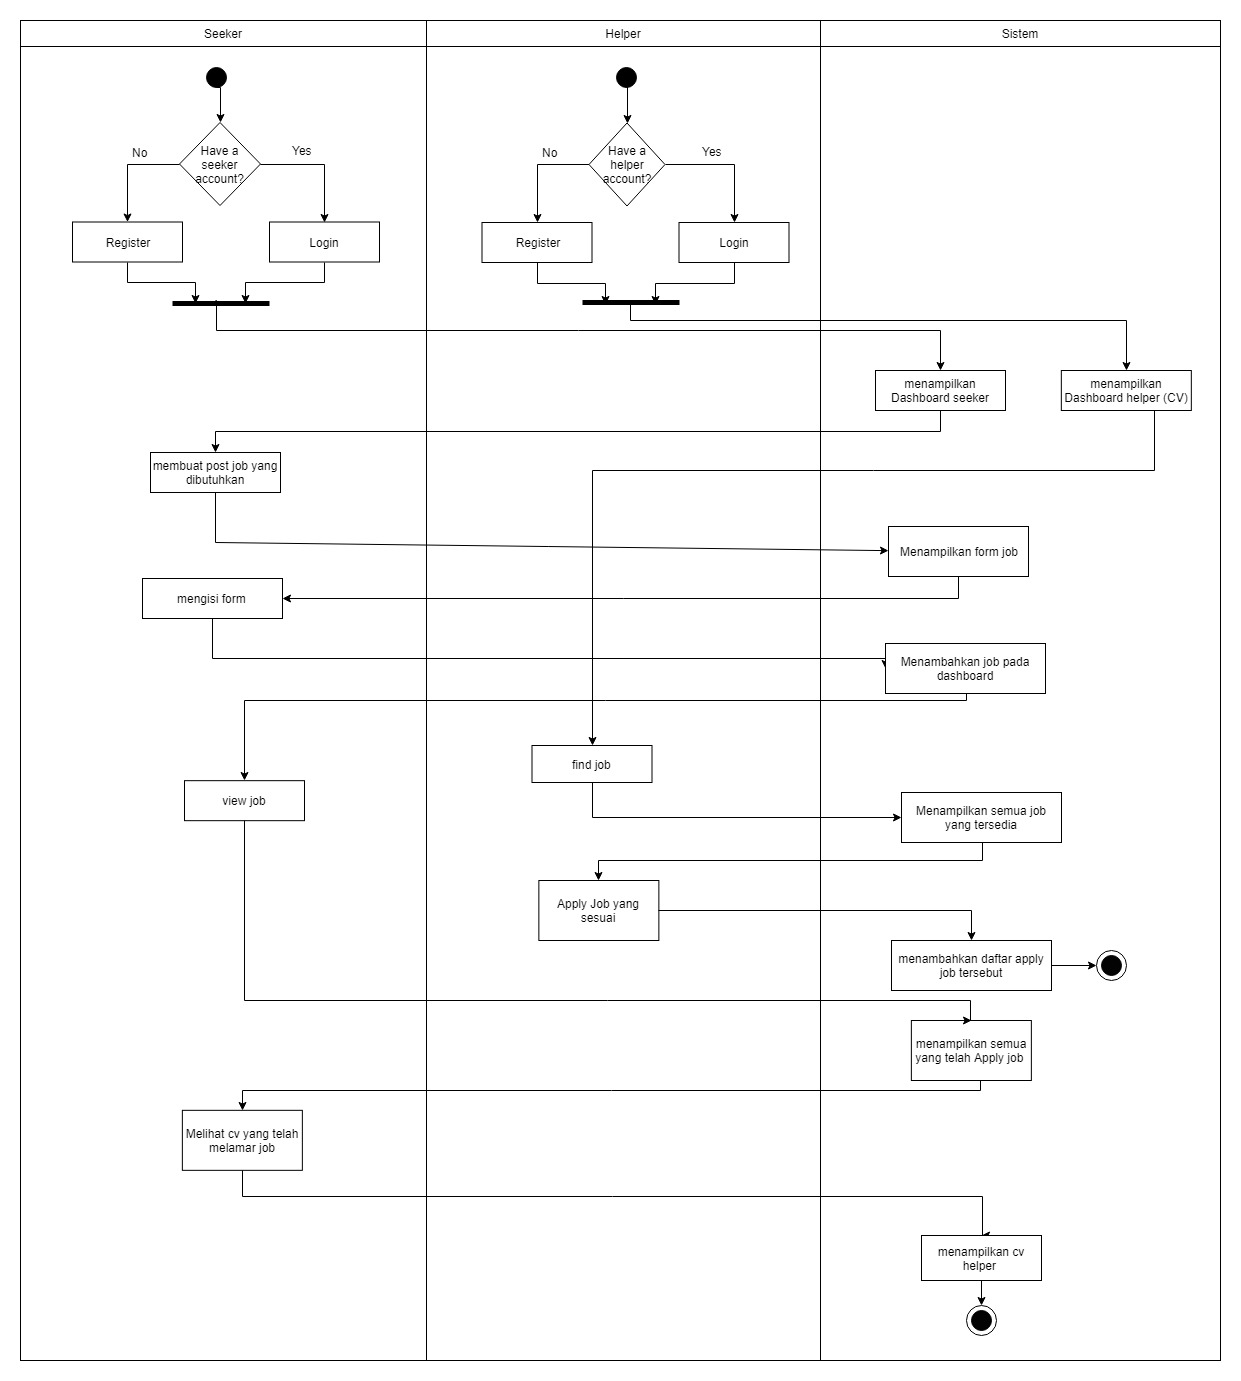 Seeker
Helper
Sistem
No
Have a
seeker
account?
Yes
No
Have a
helper
account?
Yes
Register
Login
Register
Login
menampilkan
Dashboard seeker
menampilkan
Dashboard helper (CV)
membuat post job yang
dibutuhkan
Menampilkan form job
mengisi form
Menambahkan job pada
dashboard
find job
view job
Menampilkan semua job
yang tersedia
Apply Job yang
sesuai
menambahkan daftar apply
job tersebut
menampilkan semua
yang telah Apply job
Melihat cv yang telah
melamar job
menampilkan cv
helper